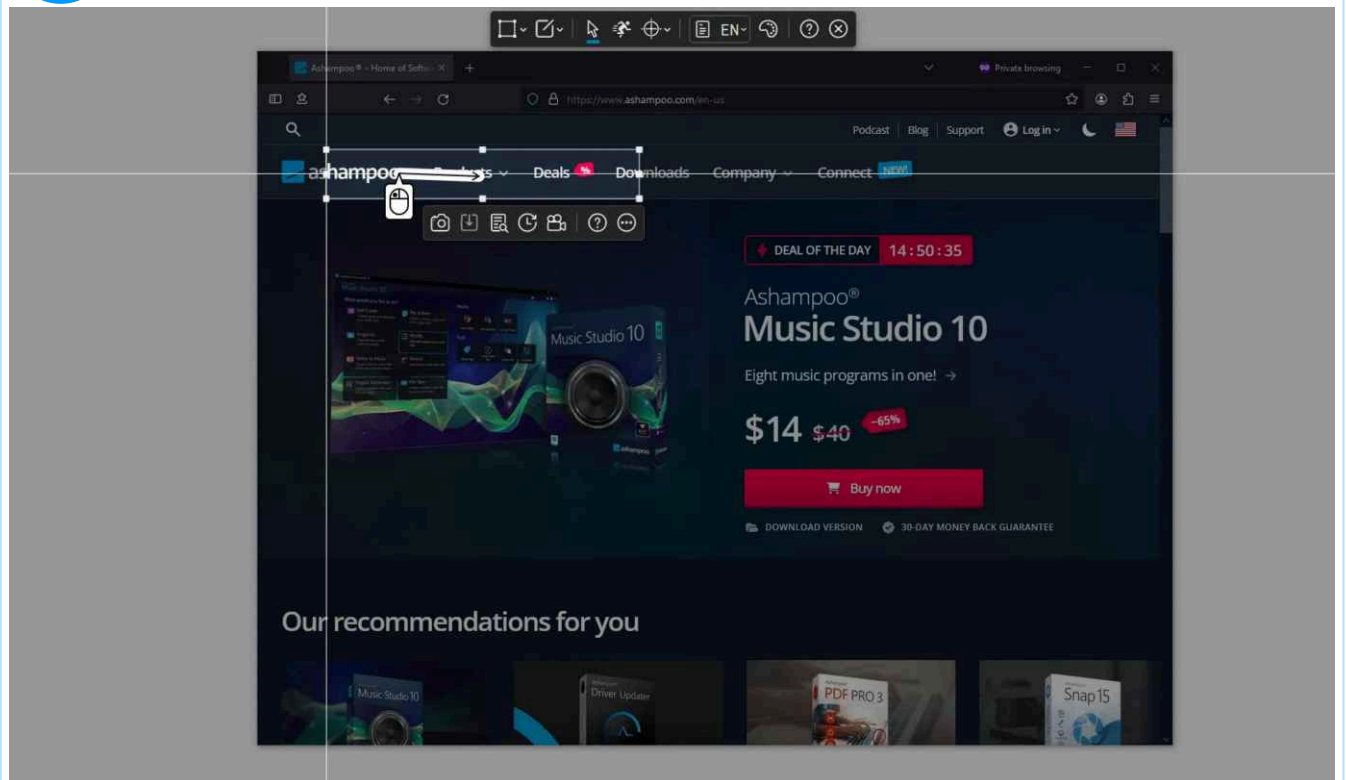 EN
Ashampoo® - Home of Softw
Private browsing
https://www.ashampoo.com/en-us
Podcast Blog Support Log in
ashampoo Deals % Downloads Company Connect NEW!
DEAL OF THE DAY 14:50:35
Ashampoo®
Music Studio 10
Eight music programs in one! →
$14 $40 -65%
Buy now
DOWNLOAD VERSION 30-DAY MONEY BACK GUARANTEE
Music Studio 10
Our recommendations for you
Music Studio 10
Driver Updater
PDF PRO 3
Snap 15